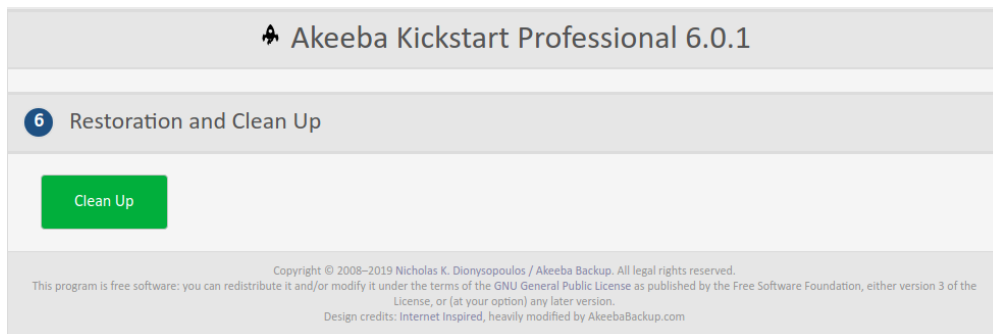 Akeeba Kickstart Professional 6.0.1
6 Restoration and Clean Up
Clean Up
Copyright © 2008–2019 Nicholas K. Dionysopoulos / Akeeba Backup. All legal rights reserved.
This program is free software: you can redistribute it and/or modify it under the terms of the GNU General Public License as published by the Free Software Foundation, either version 3 of the
License, or (at your option) any later version.
Design credits: Internet Inspired, heavily modified by AkeebaBackup.com